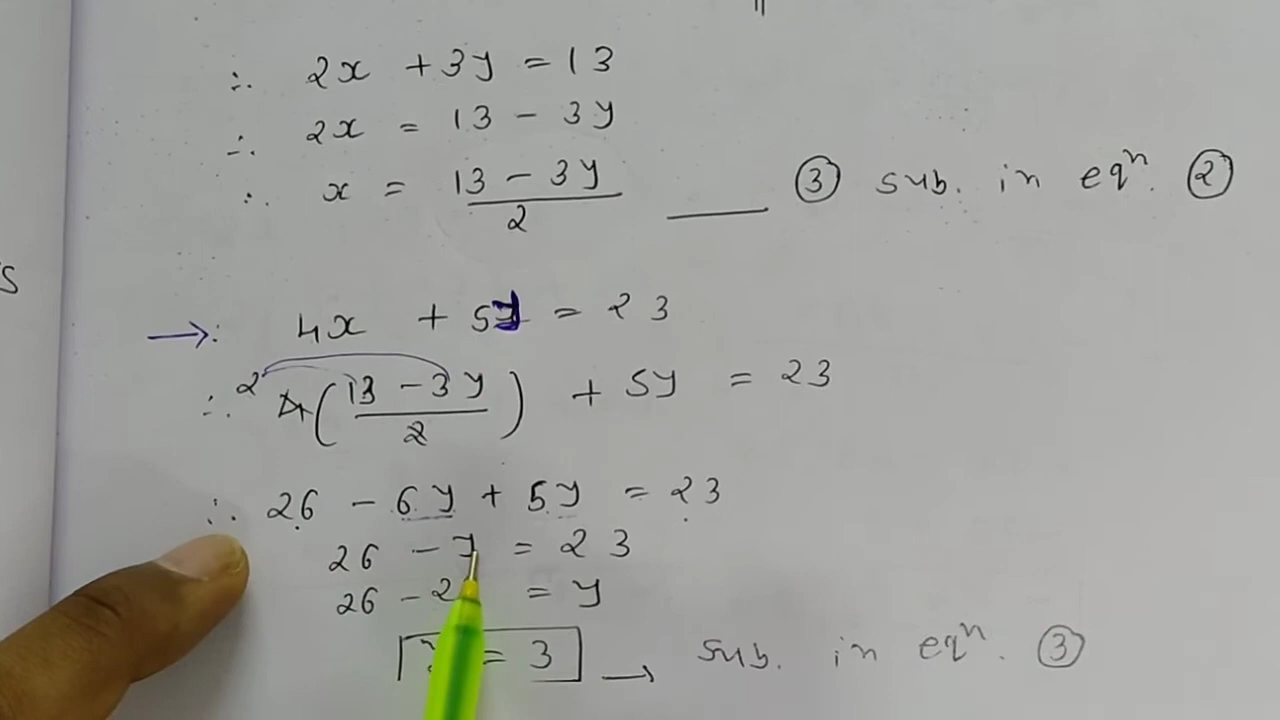 ∴ 2x + 3y = 13
∴ 2x = 13 - 3y
∴ x = (13 - 3y)/2 ___ ③ sub. in eqⁿ. ②
s
→∴ 4x + 5y = 23
∴ 2 4((13 - 3y)/2) + 5y = 23
∴ 26 - 6y + 5y = 23
26 - y = 23
26 - 2 = y
= 3 → sub. in eqⁿ. ③